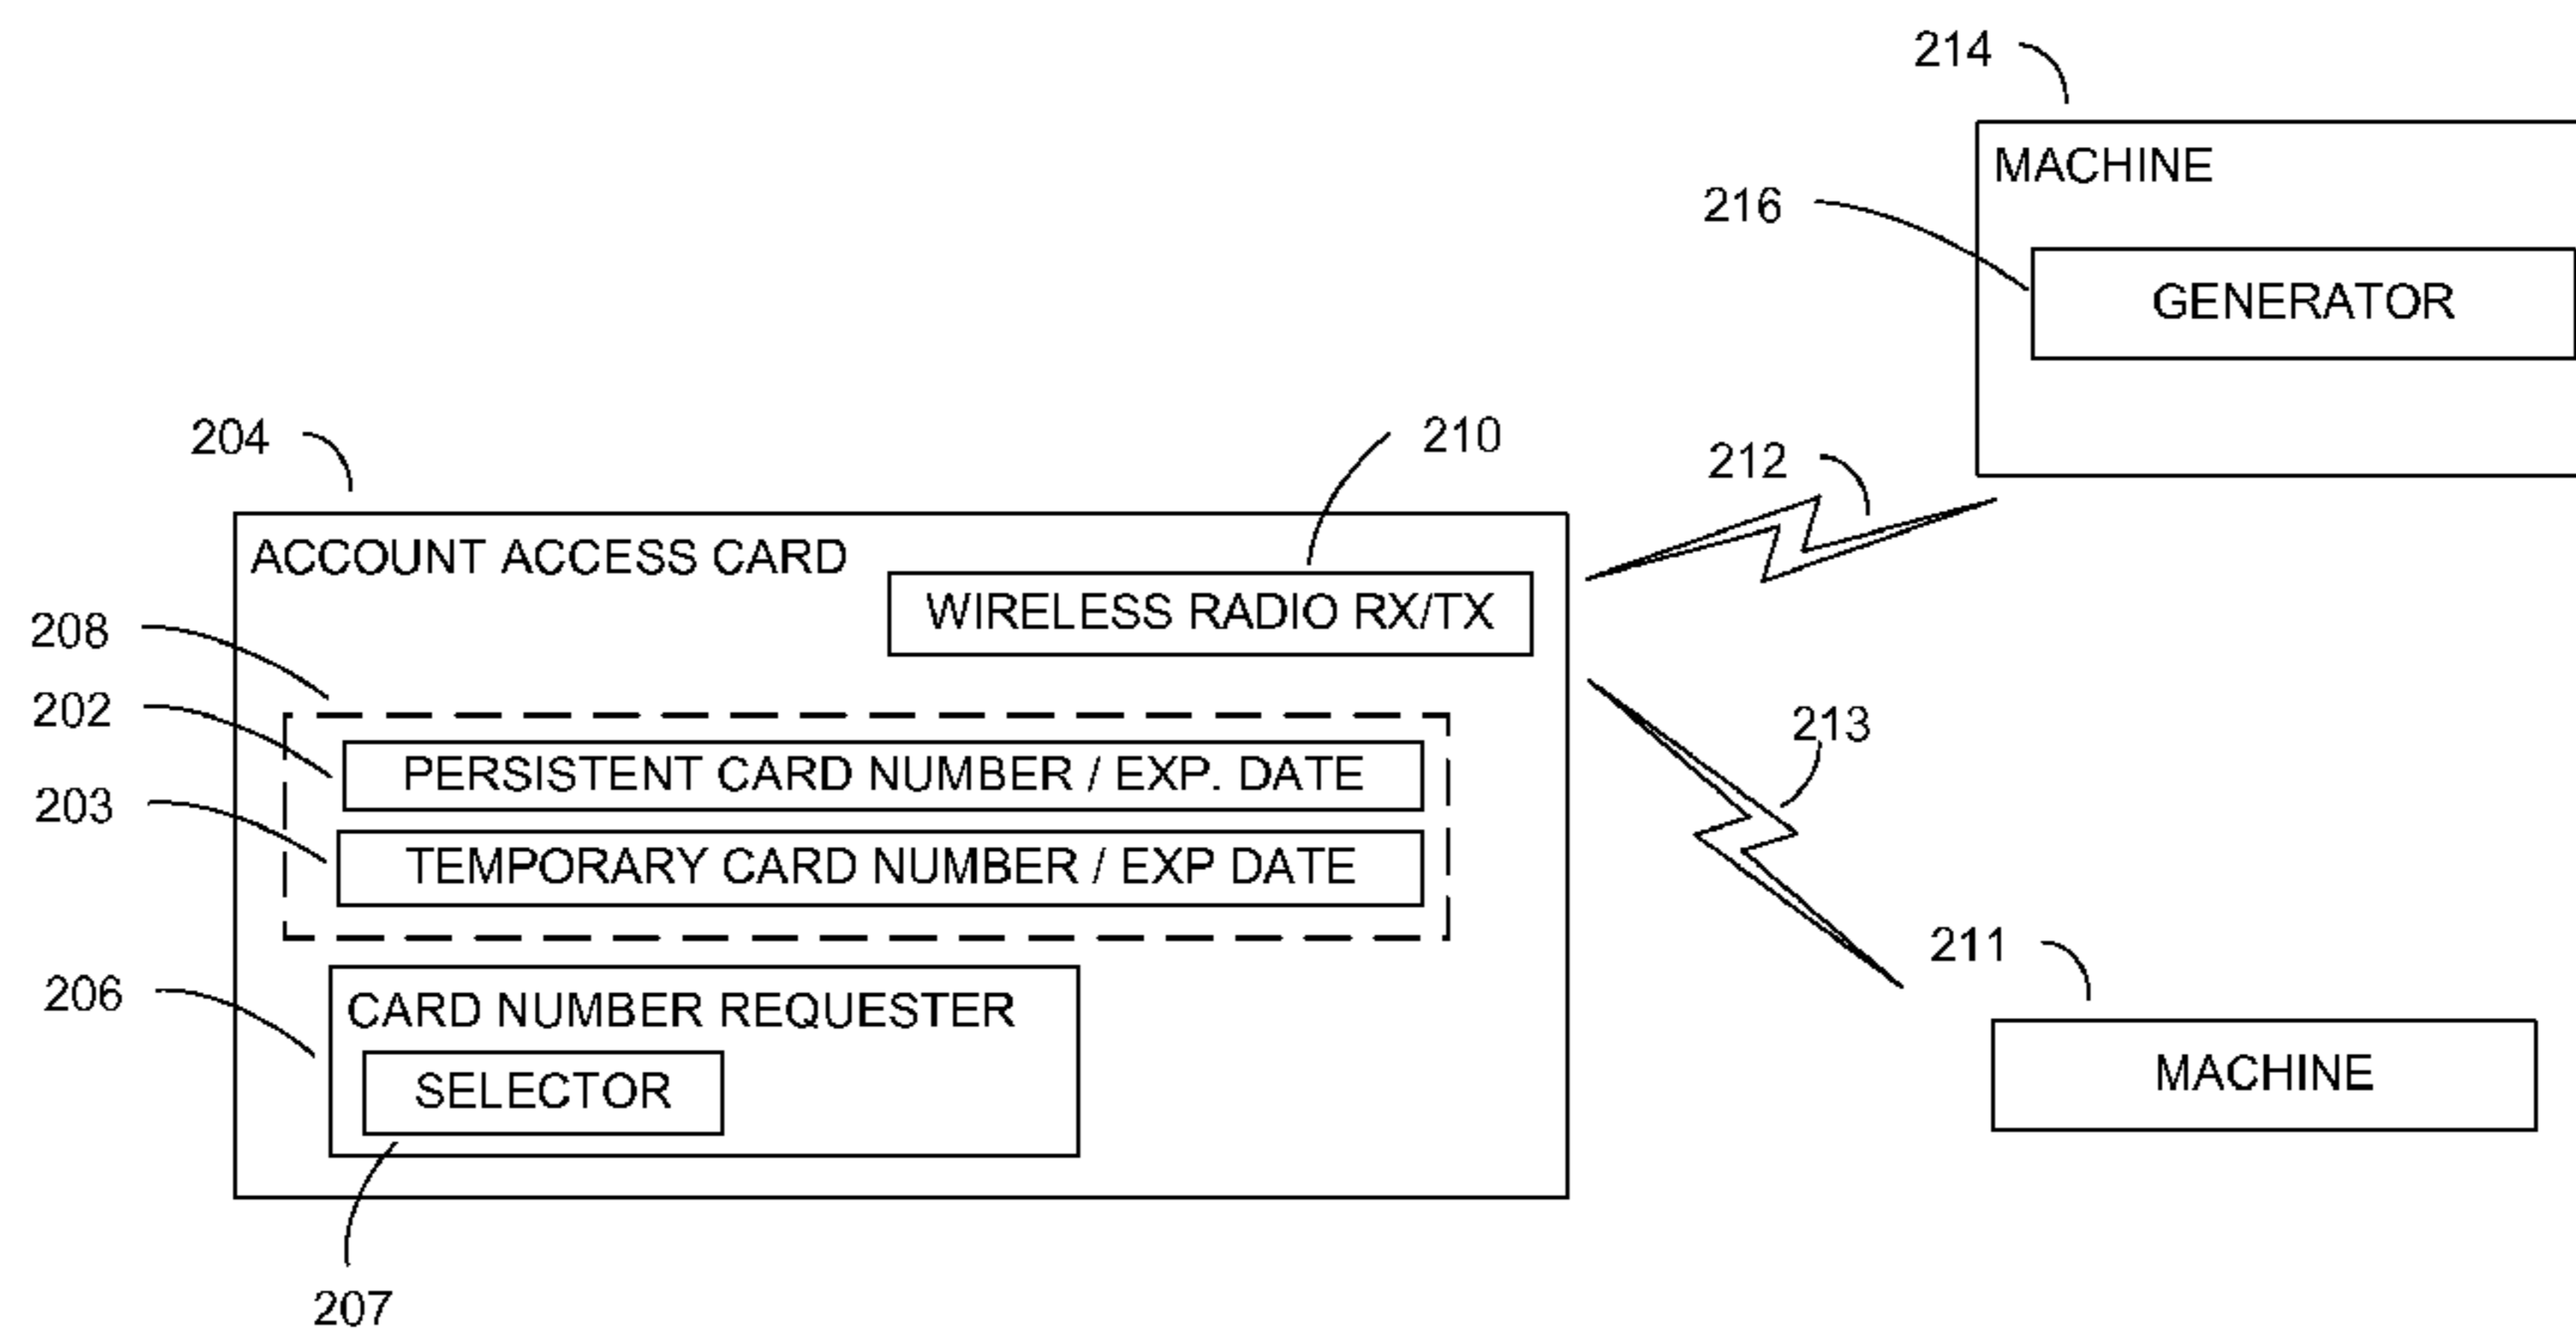 214
MACHINE
216
GENERATOR
204
210
212
ACCOUNT ACCESS CARD
WIRELESS RADIO RX/TX
208
202
PERSISTENT CARD NUMBER / EXP. DATE
213
203
TEMPORARY CARD NUMBER / EXP DATE
211
206
CARD NUMBER REQUESTER
SELECTOR
MACHINE
207